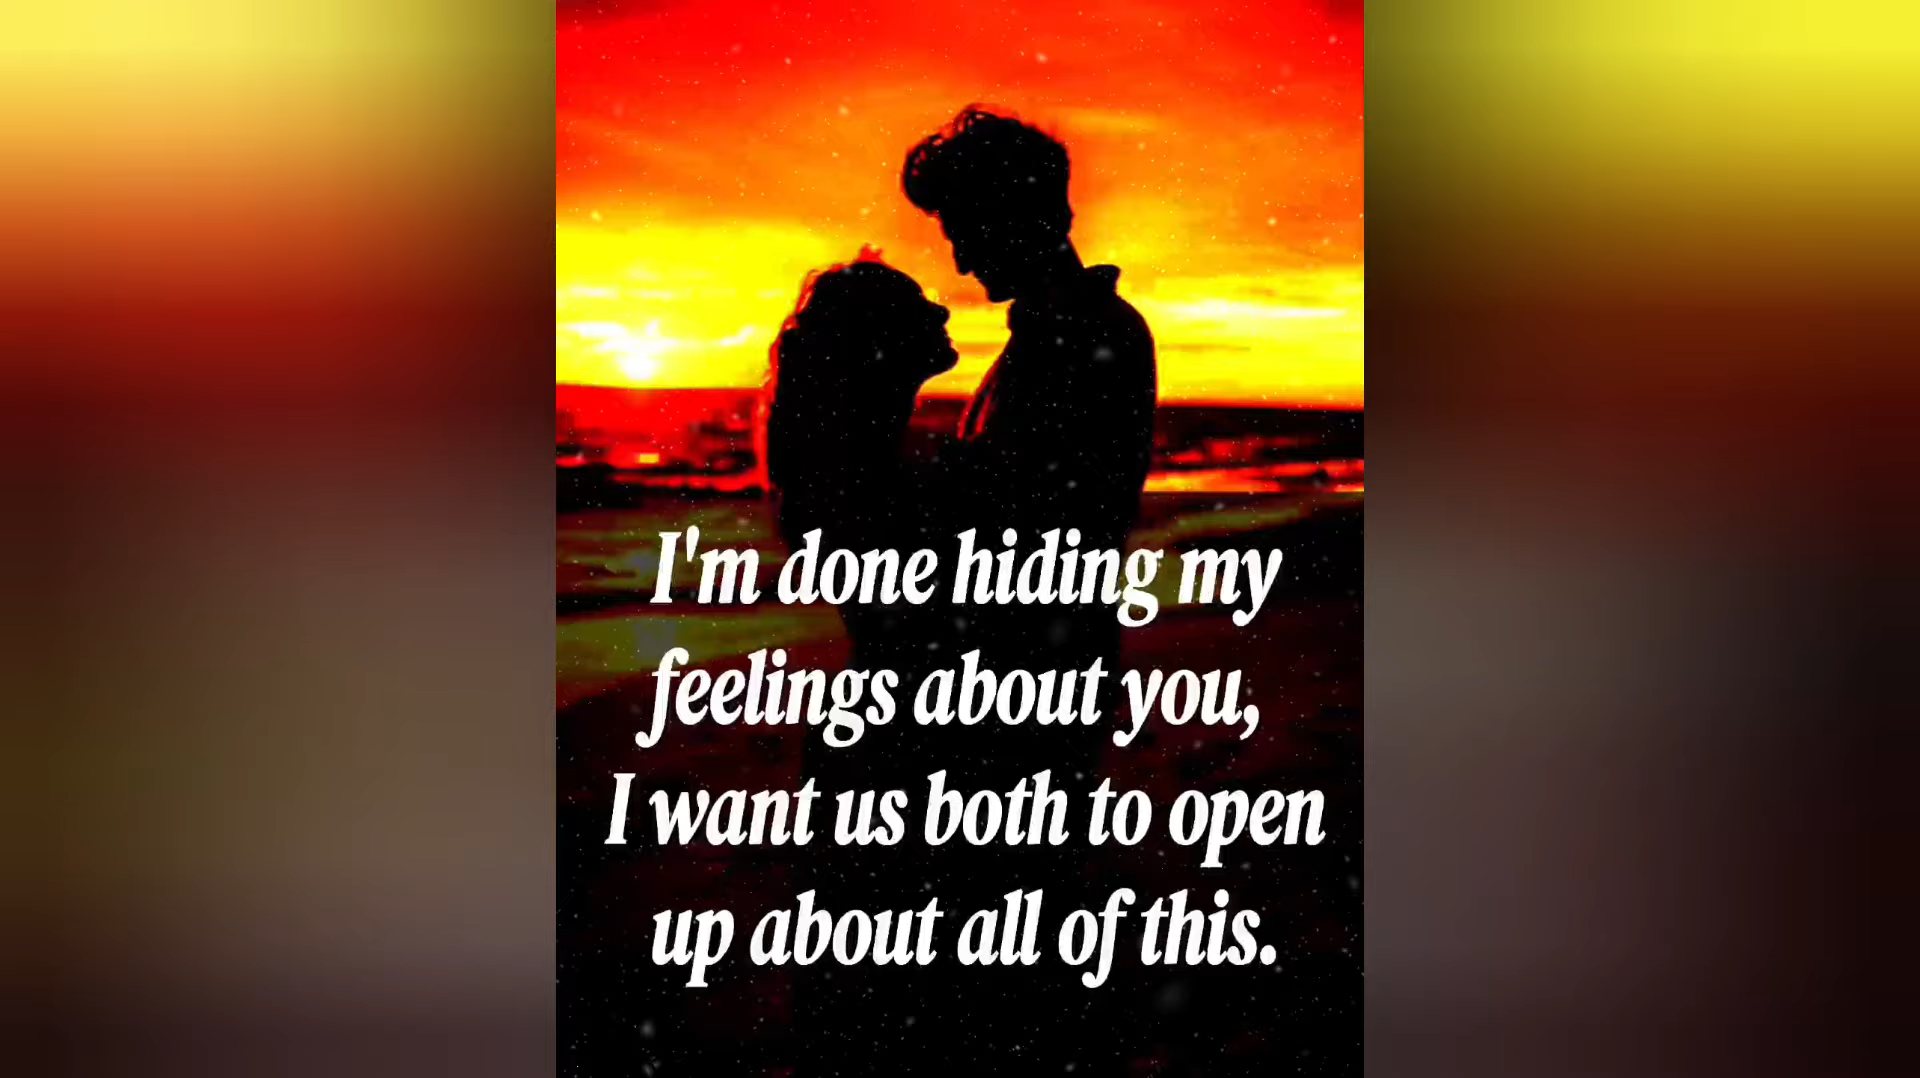 I'm done hiding my
feelings about you,
I want us both to open
up about all of this.